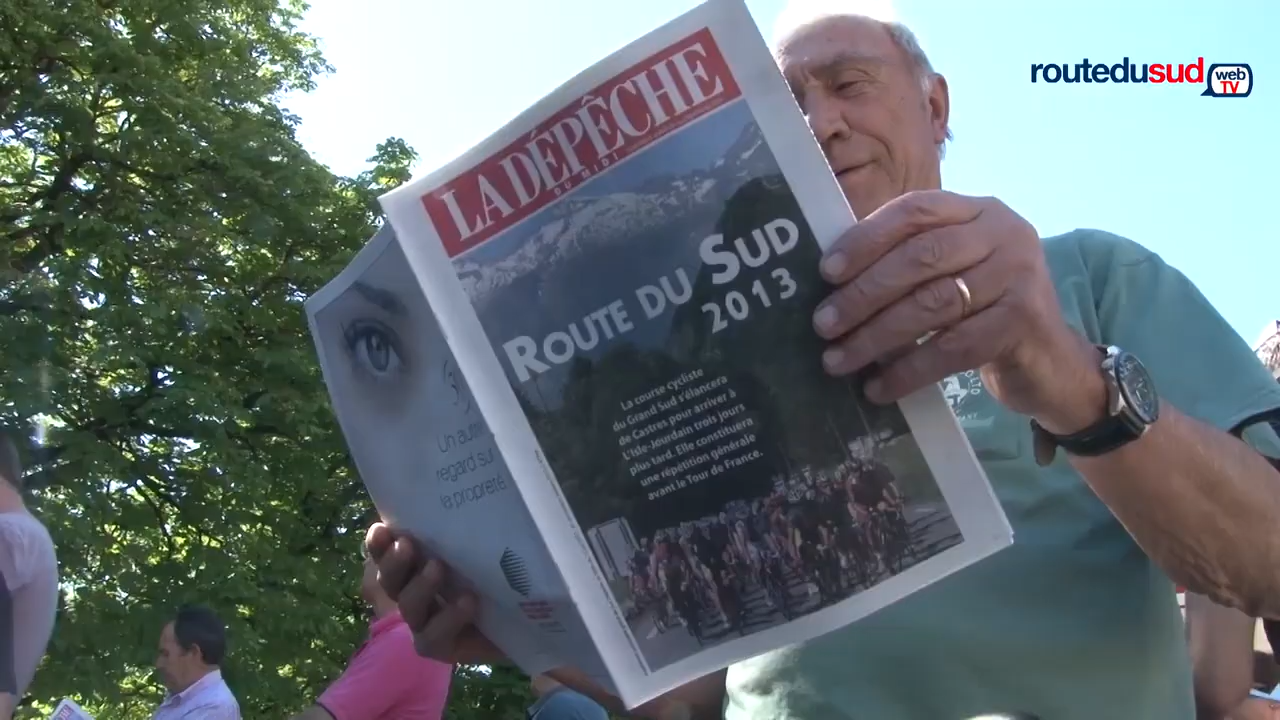 routedusud
web
TV
LA DÉPÊCHE
DU MIDI
ROUTE DU SUD
2013
La course cycliste
du Grand Sud s'élancera
de Castres pour arriver à
L'Isle-Jourdain trois jours
plus tard. Elle constituera
une répétition générale
avant le Tour de France.
Un autre
regard sur
la propreté